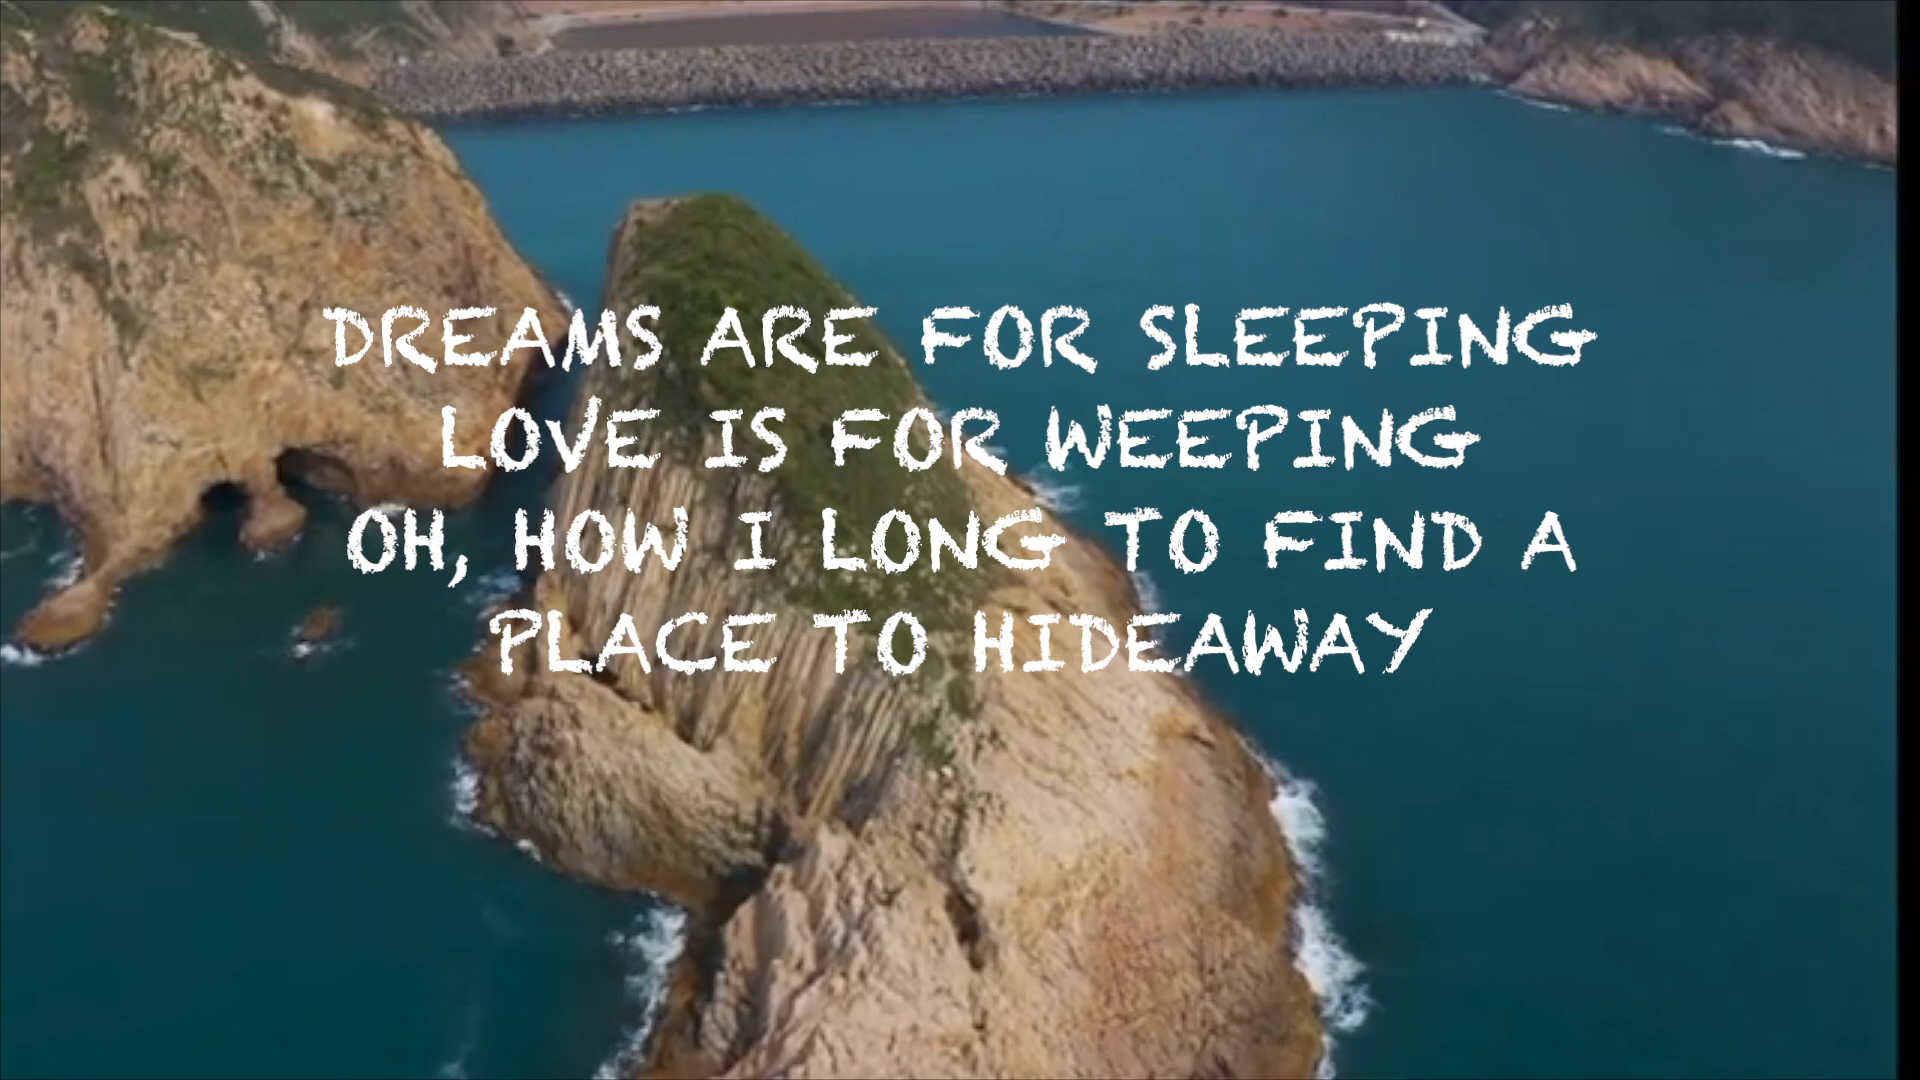 DREAMS ARE FOR SLEEPING
LOVE IS FOR WEEPING
OH, HOW I LONG TO FIND A
PLACE TO HIDEAWAY